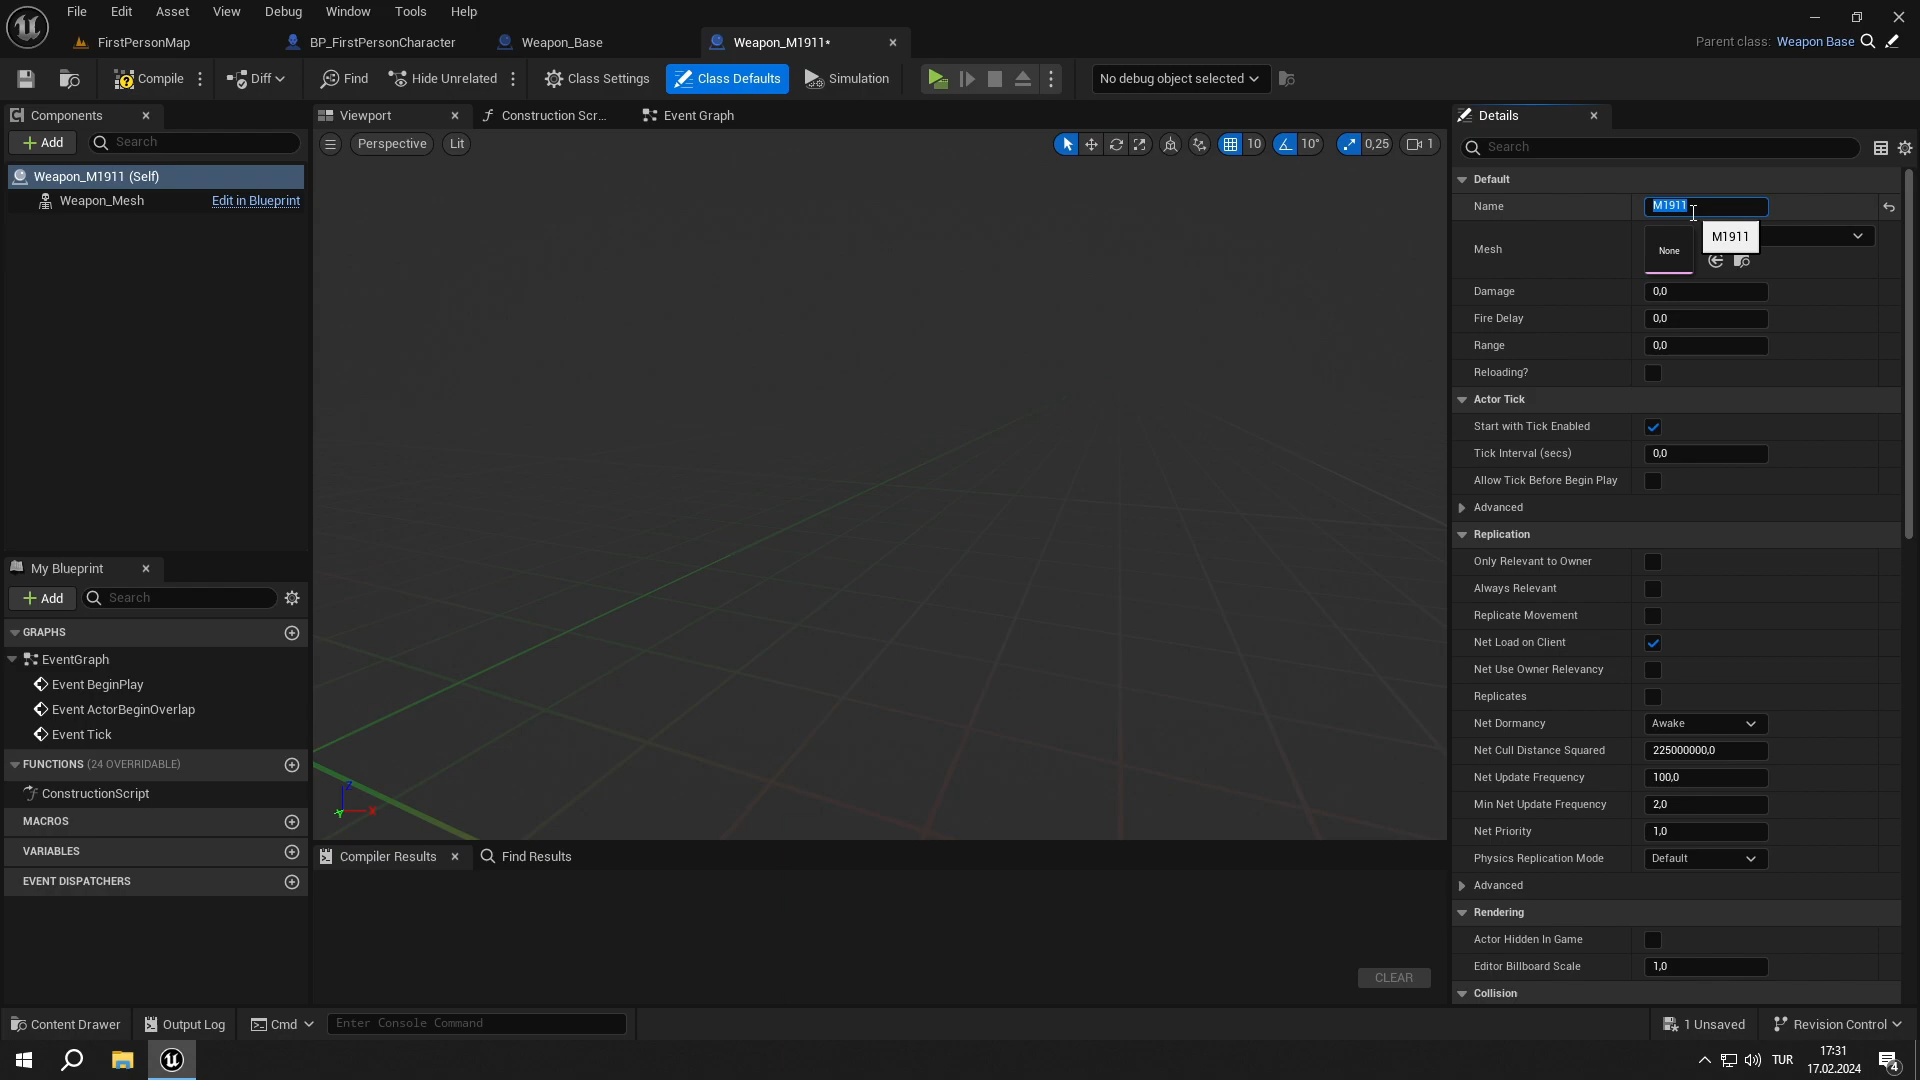 File Edit Asset View Debug Window Tools Help
FirstPersonMap BP_FirstPersonCharacter Weapon_Base Weapon_M1911* Parent class: Weapon Base
Compile Diff Find Hide Unrelated Class Settings Class Defaults Simulation No debug object selected
Components Viewport Construction Scr... Event Graph Details
Add Search Perspective Lit 10 10° 0,25 1 Search
Weapon_M1911 (Self)
Weapon_Mesh Edit in Blueprint
Default
Name M1911
M1911
Mesh None
Damage 0,0
Fire Delay 0,0
Range 0,0
Reloading?
Actor Tick
Start with Tick Enabled
Tick Interval (secs) 0,0
Allow Tick Before Begin Play
Advanced
Replication
Only Relevant to Owner
Always Relevant
Replicate Movement
Net Load on Client
Net Use Owner Relevancy
Replicates
Net Dormancy Awake
Net Cull Distance Squared 225000000,0
Net Update Frequency 100,0
Min Net Update Frequency 2,0
Net Priority 1,0
Physics Replication Mode Default
Advanced
Rendering
Actor Hidden In Game
Editor Billboard Scale 1,0
Collision
My Blueprint
Add Search
GRAPHS
EventGraph
Event BeginPlay
Event ActorBeginOverlap
Event Tick
FUNCTIONS (24 OVERRIDABLE)
ConstructionScript
MACROS
VARIABLES
EVENT DISPATCHERS
Z
X
Y
Compiler Results Find Results
CLEAR
Content Drawer Output Log Cmd Enter Console Command 1 Unsaved Revision Control
TUR 17:31
17.02.2024 4